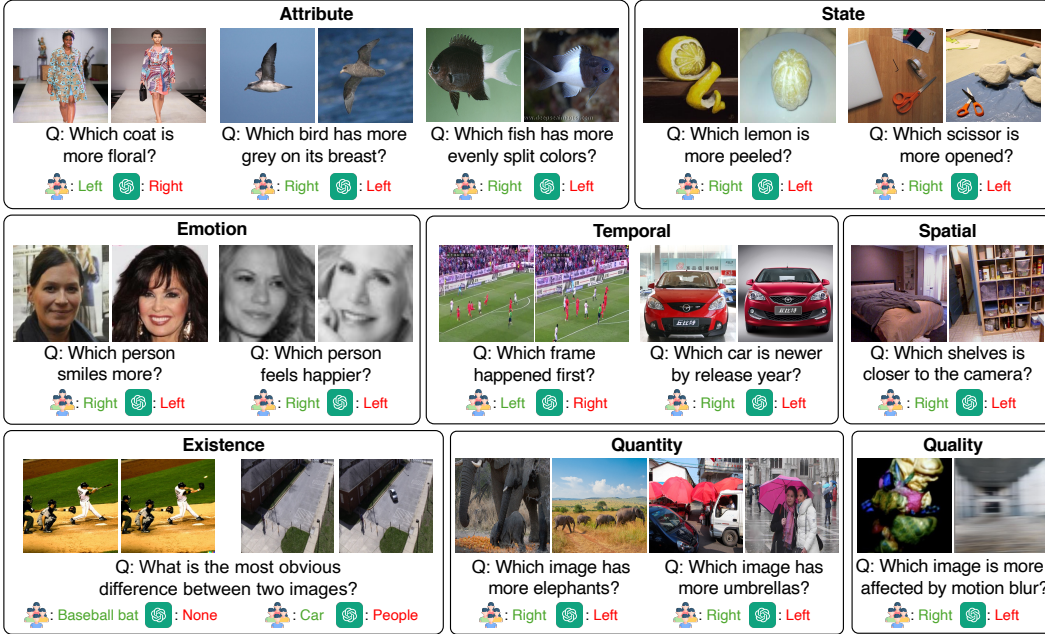 Attribute
State
Q: Which coat is
more floral?
: Left : Right
Q: Which bird has more
grey on its breast?
: Right : Left
Q: Which fish has more
evenly split colors?
: Right : Left
Q: Which lemon is
more peeled?
: Right : Left
Q: Which scissor is
more opened?
: Right : Left
Emotion
Temporal
Spatial
Q: Which person
smiles more?
: Right : Left
Q: Which person
feels happier?
: Right : Left
Q: Which frame
happened first?
: Left : Right
丘比特
丘比特
Q: Which car is newer
by release year?
: Right : Left
Q: Which shelves is
closer to the camera?
: Right : Left
Existence
Quantity
Quality
Q: What is the most obvious
difference between two images?
: Baseball bat : None
: Car : People
Q: Which image has
more elephants?
: Right : Left
Q: Which image has
more umbrellas?
: Right : Left
Q: Which image is more
affected by motion blur?
: Right : Left